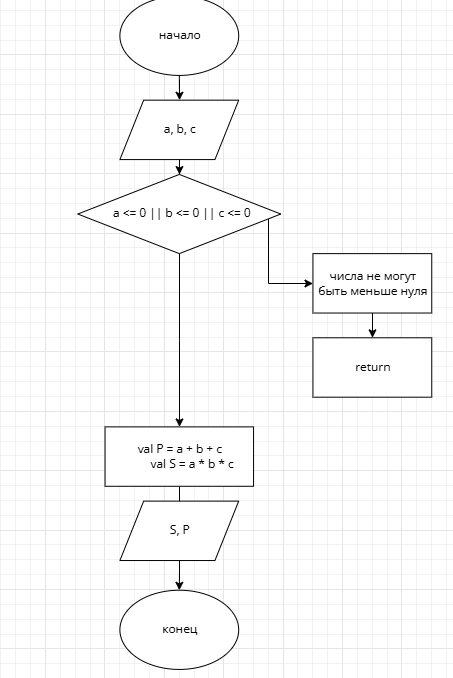 начало
a, b, c
a <= 0 || b <= 0 || c <= 0
числа не могут
быть меньше нуля
return
val P = a + b + c
val S = a * b * c
S, P
конец